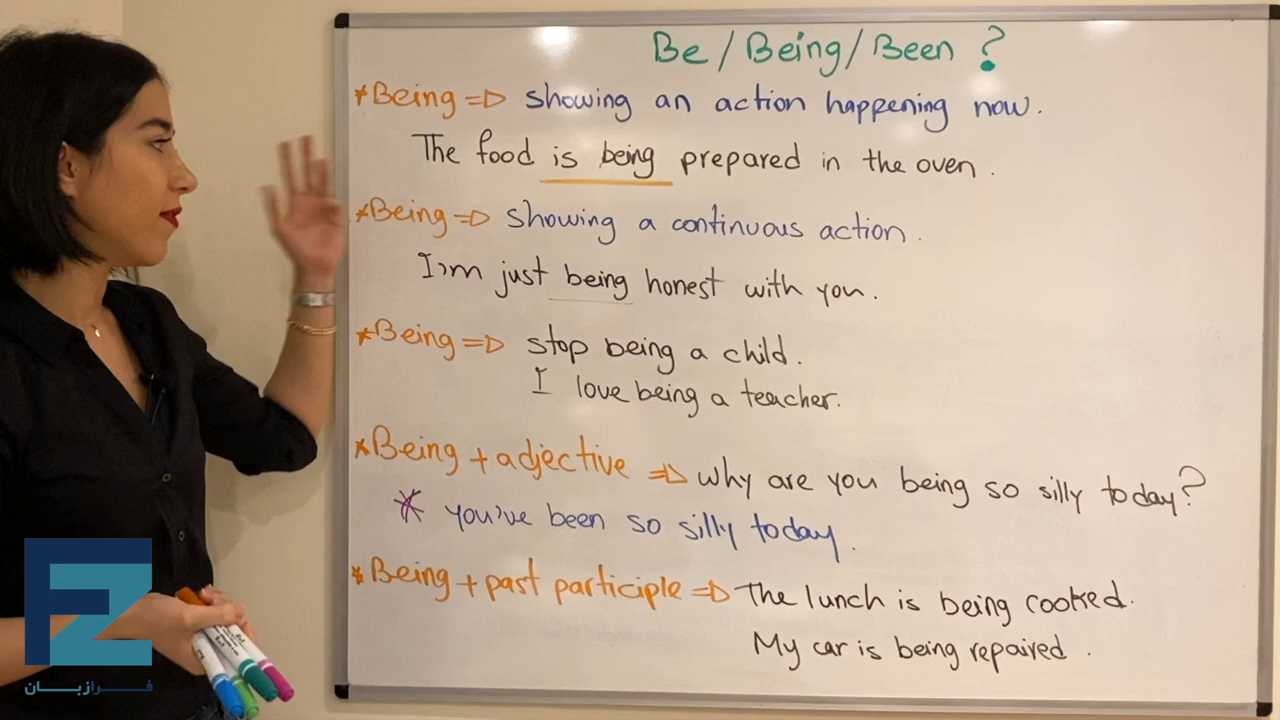 Be / Being / Been ?
*Being => showing an action happening now.
The food is being prepared in the oven.
*Being => showing a continuous action.
I'm just being honest with you.
*Being => stop being a child.
I love being a teacher.
*Being + adjective => why are you being so silly today?
* you've been so silly today.
*Being + past participle => The lunch is being cooked.
My car is being repaired.
FZ
فرازبان